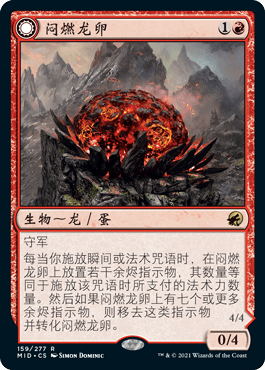 闷燃龙卵 1
生物~龙/蛋
守军
每当你施放瞬间或法术咒语时，在闷燃
龙卵上放置若干余烬指示物，其数量等
同于施放该咒语时所支付的法术力数
量。然后如果闷燃龙卵上有七个或更多
余烬指示物，则移去这类指示物
并转化闷燃龙卵。
4/4
0/4
159/277 R
MID • CS SIMON DOMINIC
™ & © 2021 Wizards of the Coast